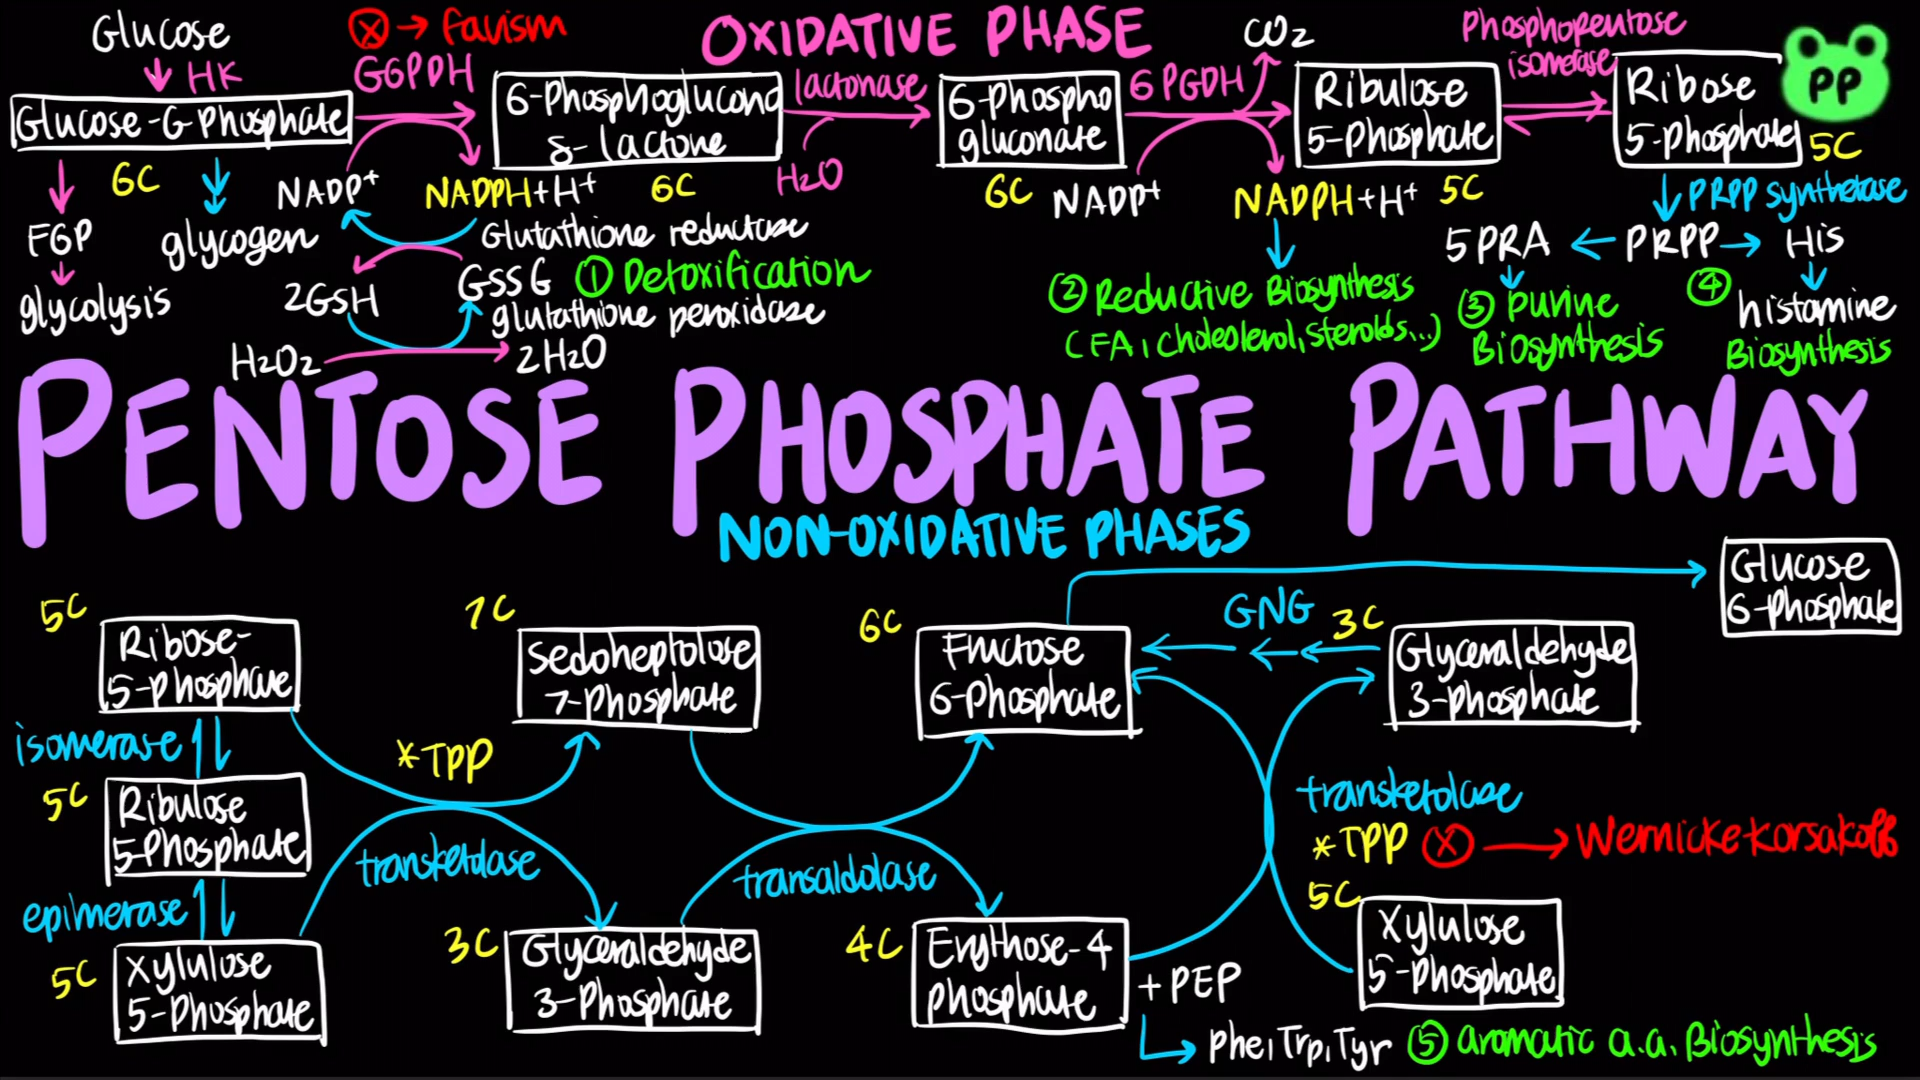 Glucose
HK
Glucose-6-Phosphate
6C
F6P
glycolysis
glycogen
ⓧ → favism
G6PDH
NADP+
NADPH+H+
6-Phosphoglucono
δ-lactone
6C
Glutathione reductase
GSSG
① Detoxification
2GSH
glutathione peroxidase
H2O2
2H2O
OXIDATIVE PHASE
lactonase
H2O
6-Phospho
gluconate
6C
6PGDH
NADP+
CO2
NADPH+H+
② Reductive Biosynthesis
(FA, cholesterol, steroids...)
Ribulose
5-Phosphate
5C
Phosphopentose
isomerase
Ribose
5-Phosphate
5C
PP
PRPP synthetase
5PRA ← PRPP → His
③ Purine
Biosynthesis
④
histamine
Biosynthesis
PENTOSE PHOSPHATE PATHWAY
NON-OXIDATIVE PHASES
5C
Ribose-
5-Phosphate
isomerase
5C
Ribulose
5-Phosphate
epimerase
5C
Xylulose
5-Phosphate
*TPP
transketolase
7C
Sedoheptolose
7-Phosphate
3C
Glyceraldehyde
3-Phosphate
transaldolase
6C
Fructose
6-Phosphate
4C
Erythose-4
phosphate
+PEP
Phe, Trp, Tyr
⑤ aromatic a.a. Biosynthesis
GNG
3C
Glyceraldehyde
3-Phosphate
Glucose
6-Phosphate
transketolase
*TPP ⓧ → Wernicke Korsakoff
5C
Xylulose
5-Phosphate